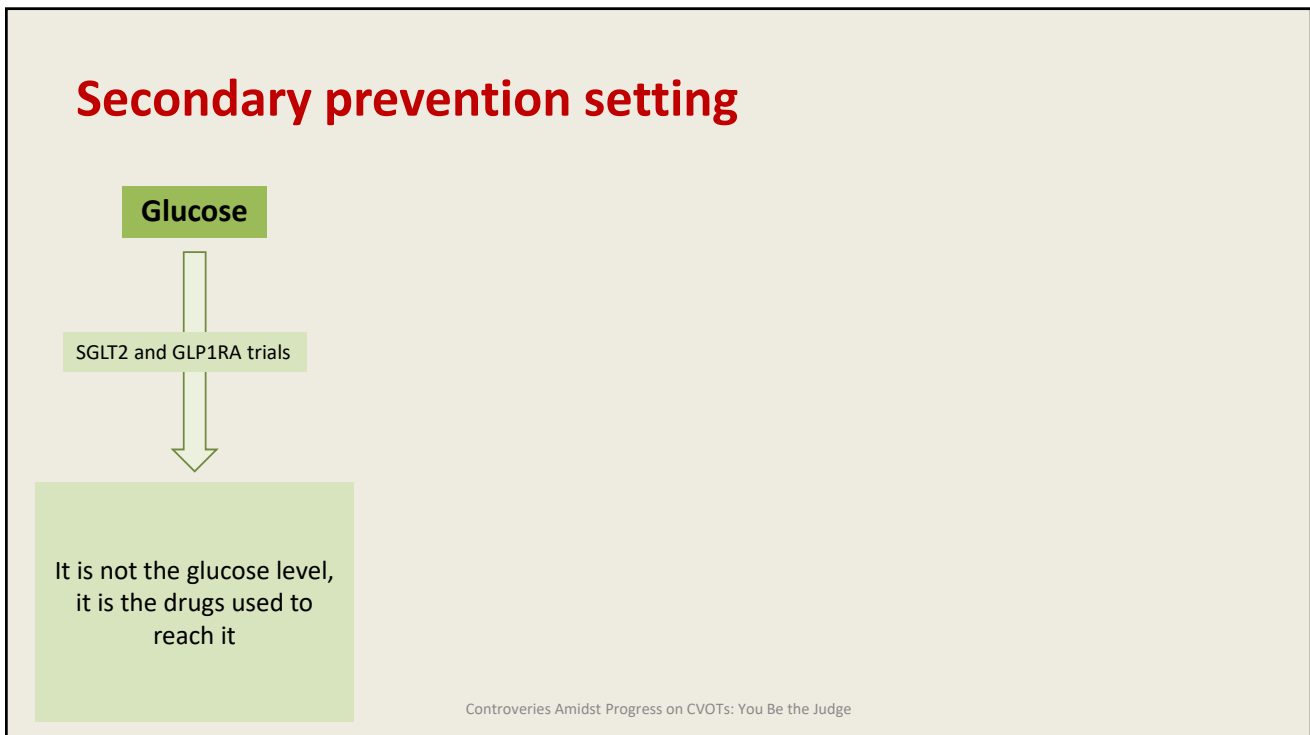 Secondary prevention setting
Glucose
SGLT2 and GLP1RA trials
It is not the glucose level,
it is the drugs used to
reach it
Controveries Amidst Progress on CVOTs: You Be the Judge